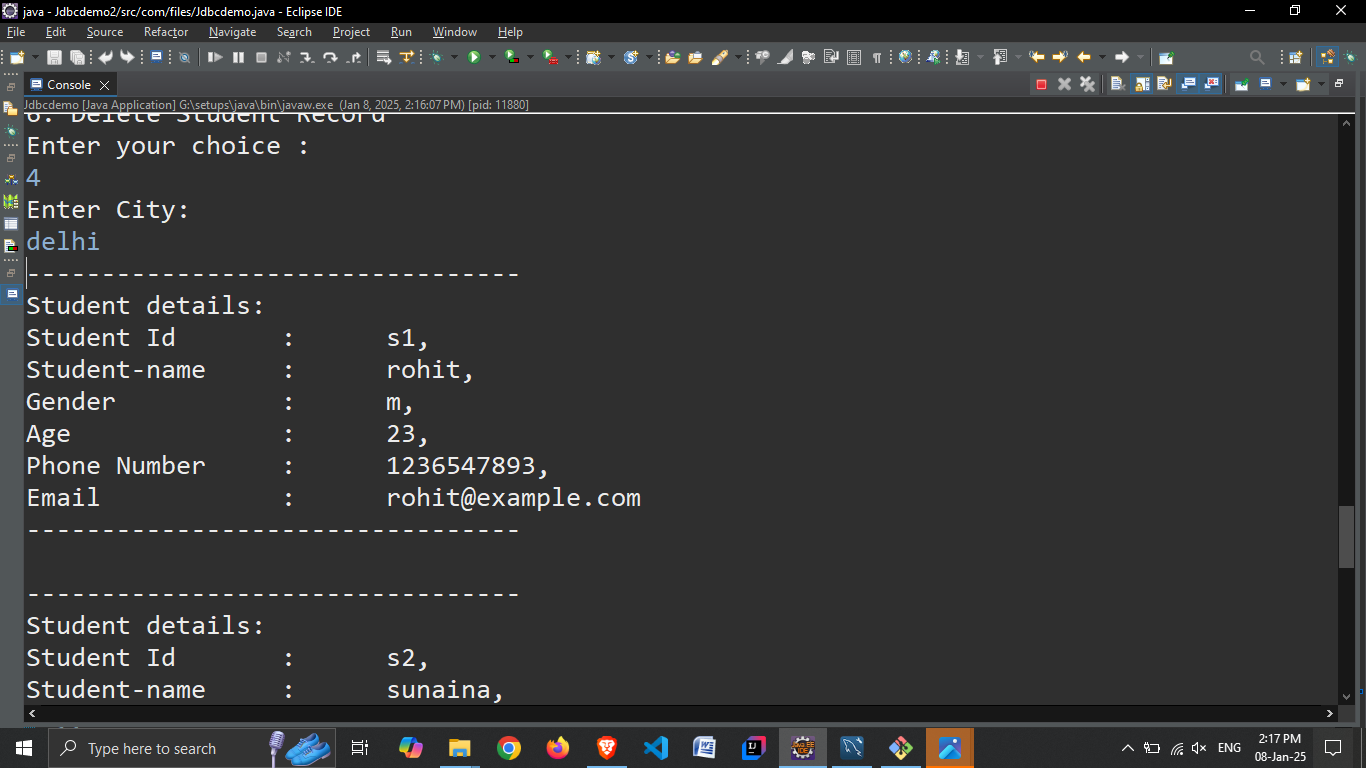 java - Jdbcdemo2/src/com/files/Jdbcdemo.java - Eclipse IDE
File Edit Source Refactor Navigate Search Project Run Window Help
Console
Jdbcdemo [Java Application] G:\setups\java\bin\javaw.exe (Jan 8, 2025, 2:16:07 PM) [pid: 11880]
6. Delete Student Record
Enter your choice :
4
Enter City:
delhi
---------------------------------
Student details:
Student Id : s1,
Student-name : rohit,
Gender : m,
Age : 23,
Phone Number : 1236547893,
Email : rohit@example.com
---------------------------------
---------------------------------
Student details:
Student Id : s2,
Student-name : sunaina,
Type here to search
ENG
2:17 PM
08-Jan-25